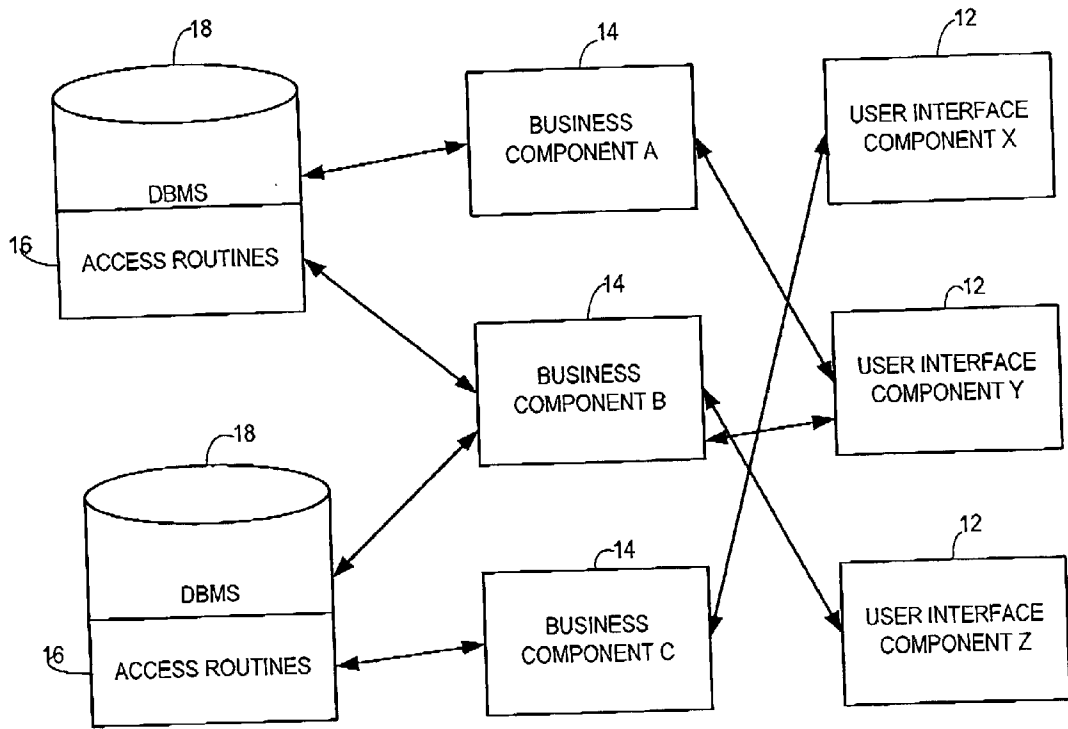 18
DBMS
16
ACCESS ROUTINES
14
BUSINESS
COMPONENT A
12
USER INTERFACE
COMPONENT X
14
BUSINESS
COMPONENT B
12
USER INTERFACE
COMPONENT Y
18
DBMS
16
ACCESS ROUTINES
14
BUSINESS
COMPONENT C
12
USER INTERFACE
COMPONENT Z